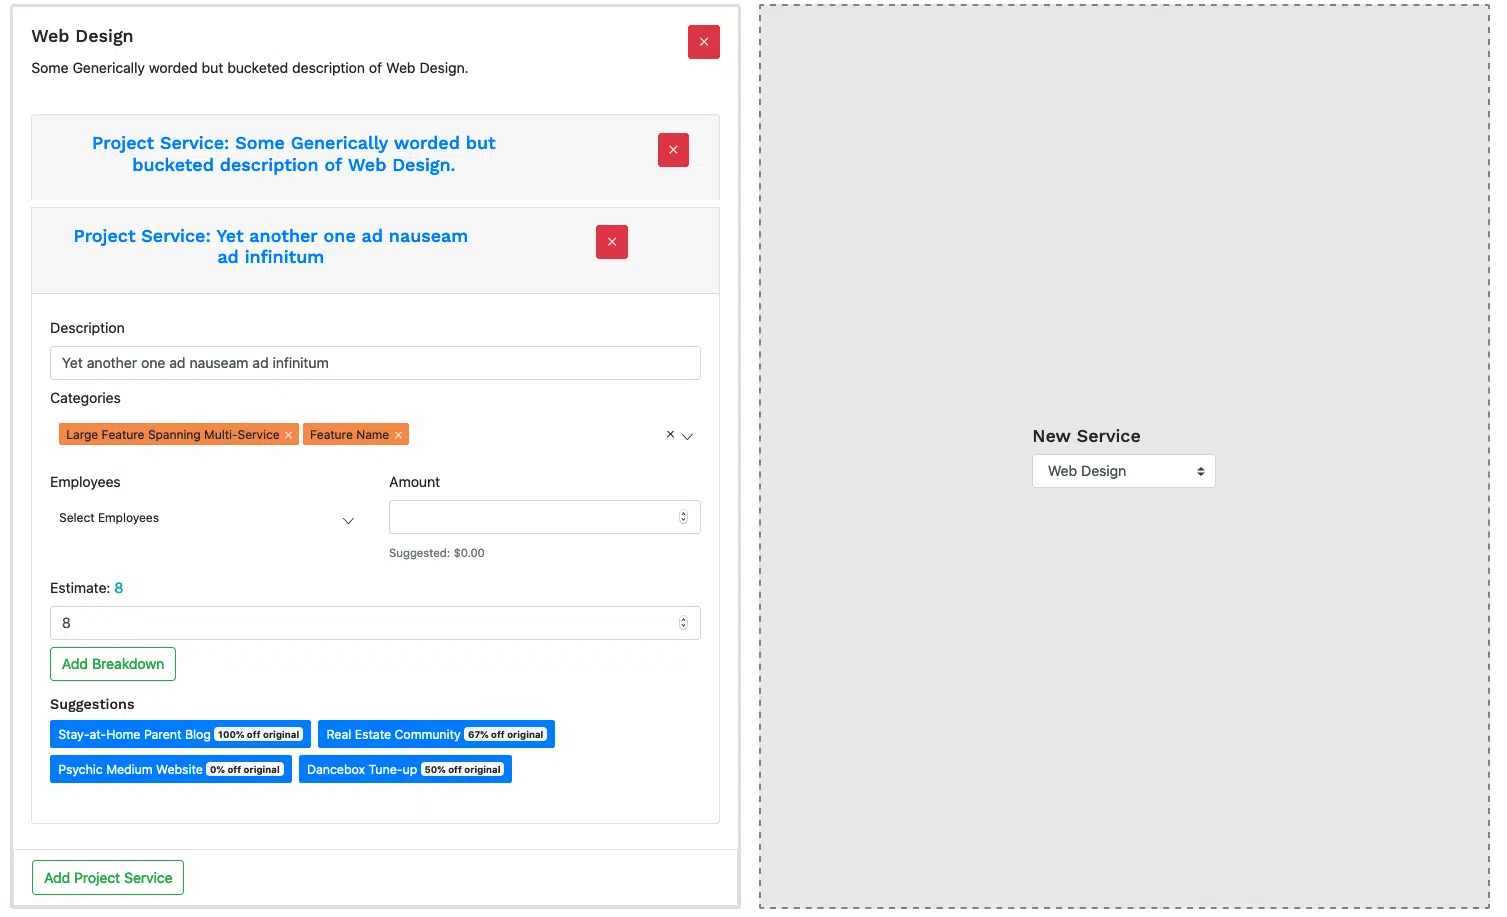 Web Design
×
Some Generically worded but bucketed description of Web Design.
Project Service: Some Generically worded but
bucketed description of Web Design.
×
Project Service: Yet another one ad nauseam
ad infinitum
×
Description
Yet another one ad nauseam ad infinitum
Categories
Large Feature Spanning Multi-Service × Feature Name ×
×
Employees
Amount
Select Employees
Suggested: $0.00
Estimate: 8
8
Add Breakdown
Suggestions
Stay-at-Home Parent Blog 100% off original
Real Estate Community 67% off original
Psychic Medium Website 0% off original
Dancebox Tune-up 50% off original
Add Project Service
New Service
Web Design